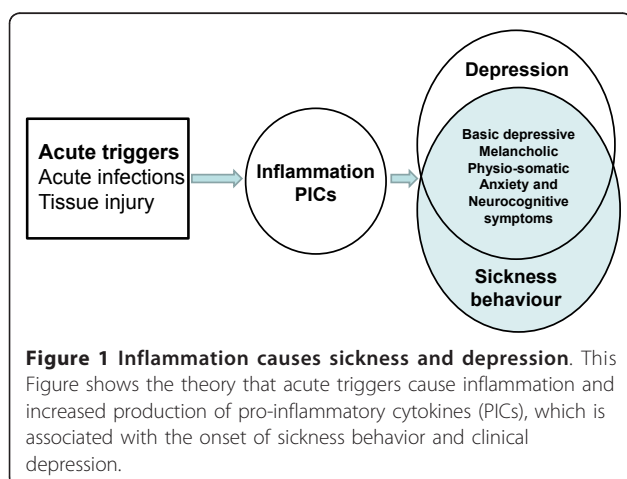 Acute triggers
Acute infections
Tissue injury
Inflammation
PICs
Depression
Basic depressive
Melancholic
Physio-somatic
Anxiety and
Neurocognitive
symptoms
Sickness
behaviour
Figure 1 Inflammation causes sickness and depression. This
Figure shows the theory that acute triggers cause inflammation and
increased production of pro-inflammatory cytokines (PICs), which is
associated with the onset of sickness behavior and clinical
depression.